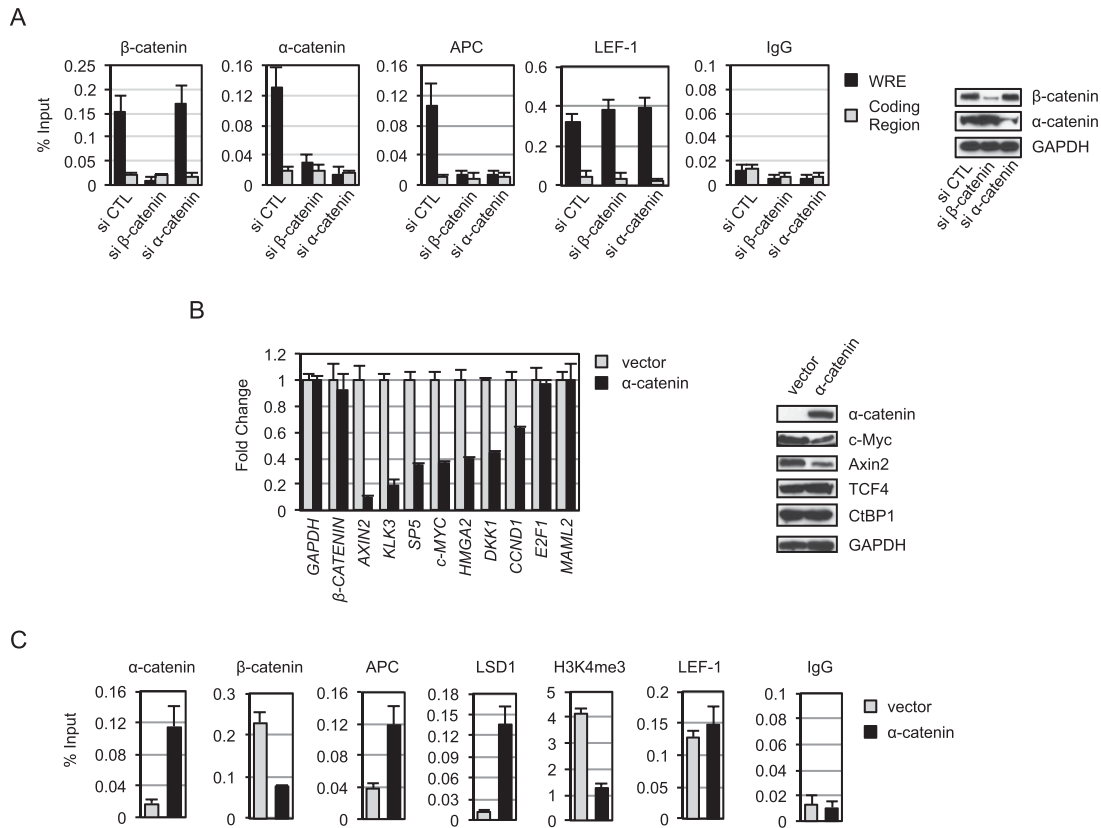 A
β-catenin
α-catenin
APC
LEF-1
IgG
% Input
0.25
0.2
0.15
0.1
0.05
0
0.16
0.12
0.08
0.04
0
0.16
0.12
0.08
0.04
0
0.6
0.4
0.2
0
0.1
0.08
0.06
0.04
0.02
0
si CTL
si β-catenin
si α-catenin
si CTL
si β-catenin
si α-catenin
si CTL
si β-catenin
si α-catenin
si CTL
si β-catenin
si α-catenin
si CTL
si β-catenin
si α-catenin
WRE
Coding
Region
β-catenin
α-catenin
GAPDH
si CTL
si β-catenin
si α-catenin
B
Fold Change
1.2
1
0.8
0.6
0.4
0.2
0
GAPDH
β-CATENIN
AXIN2
KLK3
SP5
c-MYC
HMGA2
DKK1
CCND1
E2F1
MAML2
vector
α-catenin
vector
α-catenin
α-catenin
c-Myc
Axin2
TCF4
CtBP1
GAPDH
C
α-catenin
β-catenin
APC
LSD1
H3K4me3
LEF-1
IgG
% Input
0.16
0.12
0.08
0.04
0
0.3
0.2
0.1
0
0.16
0.12
0.08
0.04
0
0.18
0.15
0.12
0.09
0.06
0.03
0
5
4
3
2
1
0
0.2
0.15
0.1
0.05
0
0.1
0.08
0.06
0.04
0.02
0
vector
α-catenin